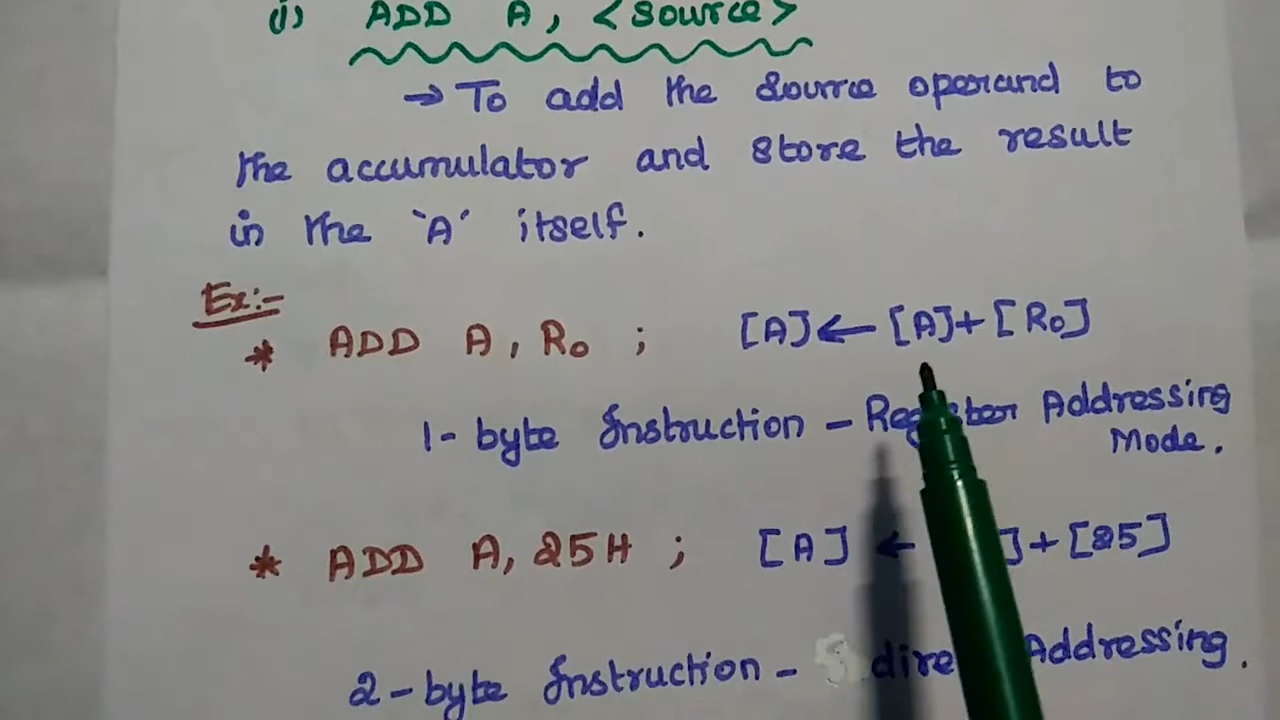 (i) ADD A, <source>
→ To add the source operand to
the accumulator and store the result
in the 'A' itself.
Ex:-
* ADD A, R0 ; [A] ← [A] + [R0]
1-byte Instruction - Register Addressing
Mode.
* ADD A, 25H ; [A] ← ] + [25]
2-byte Instruction - Addressing.